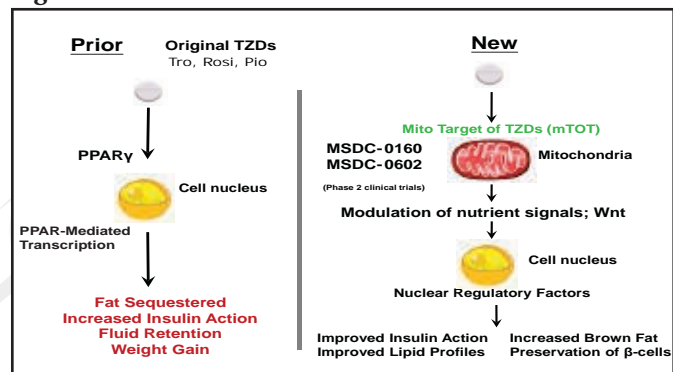 Prior
Original TZDs
Tro, Rosi, Pio
PPARγ
Cell nucleus
PPAR-Mediated
Transcription
Fat Sequestered
Increased Insulin Action
Fluid Retention
Weight Gain
New
Mito Target of TZDs (mTOT)
MSDC-0160
MSDC-0602
(Phase 2 clinical trials)
Mitochondria
Modulation of nutrient signals; Wnt
Cell nucleus
Nuclear Regulatory Factors
Improved Insulin Action
Improved Lipid Profiles
Increased Brown Fat
Preservation of β-cells